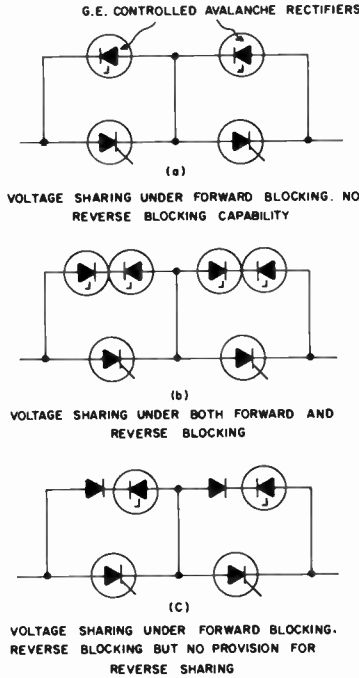 G.E. CONTROLLED AVALANCHE RECTIFIERS
(a)
VOLTAGE SHARING UNDER FORWARD BLOCKING. NO
REVERSE BLOCKING CAPABILITY
(b)
VOLTAGE SHARING UNDER BOTH FORWARD AND
REVERSE BLOCKING
(C)
VOLTAGE SHARING UNDER FORWARD BLOCKING.
REVERSE BLOCKING BUT NO PROVISION FOR
REVERSE SHARING